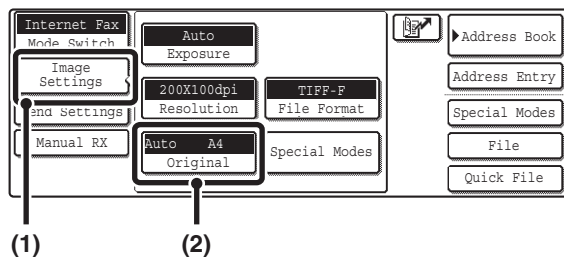 Internet Fax
Mode Switch
Image
Settings
Send Settings
Manual RX
Auto
Exposure
200X100dpi
Resolution
TIFF-F
File Format
Auto A4
Original
Special Modes
Address Book
Address Entry
Special Modes
File
Quick File
(1)
(2)